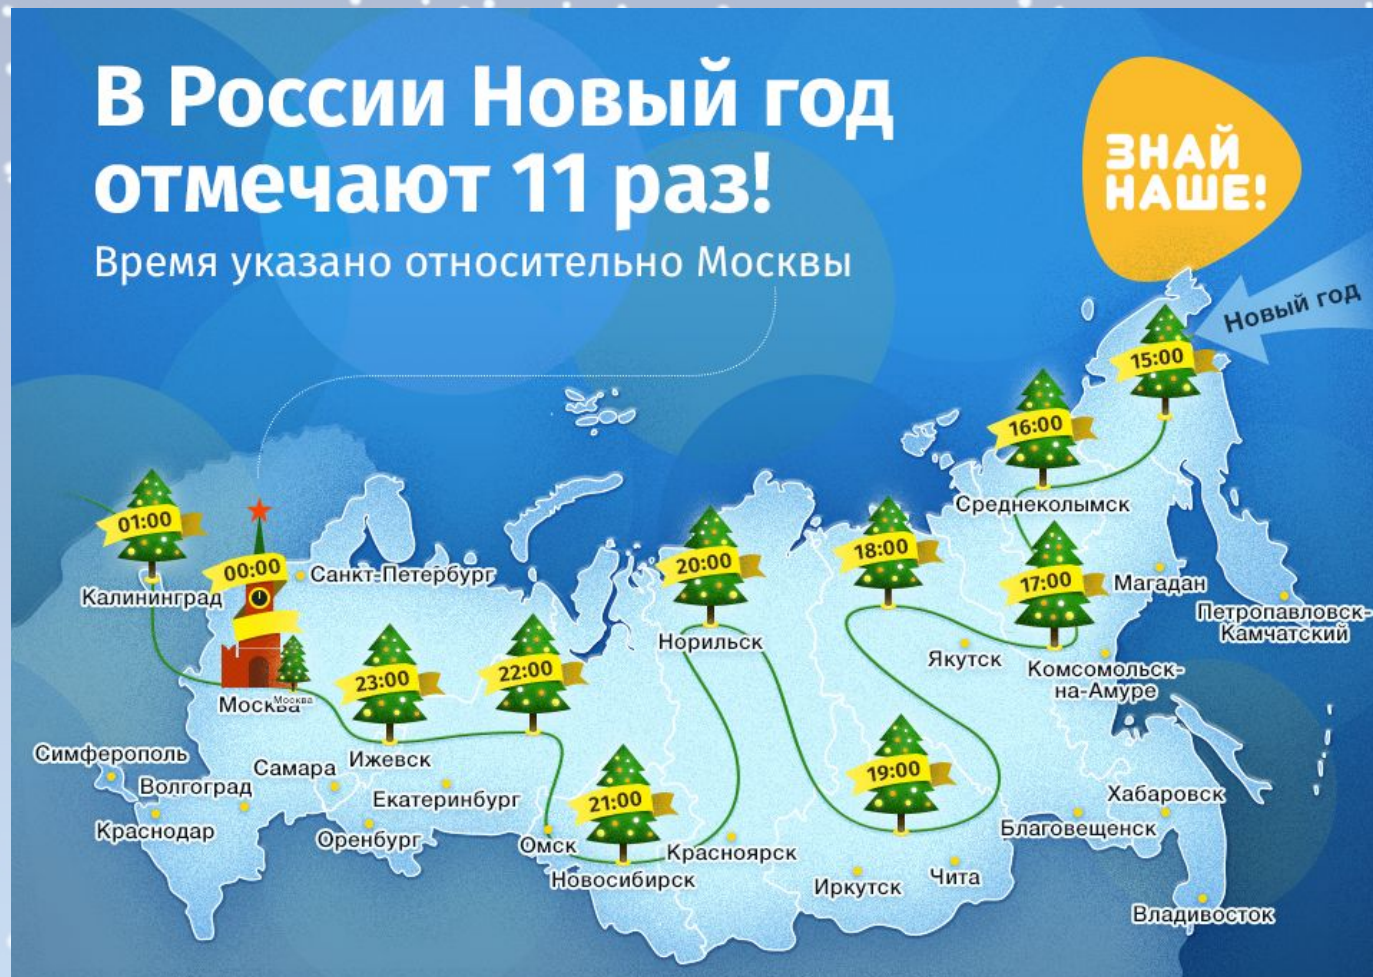 В России Новый год
отмечают 11 раз!
Время указано относительно Москвы
ЗНАЙ
НАШЕ!
Новый год
15:00
16:00
Среднеколымск
01:00
00:00
20:00
18:00
17:00
Калининград
Санкт-Петербург
Магадан
Петропавловск-
Камчатский
Норильск
Якутск
Комсомольск-
на-Амуре
23:00
22:00
Москва
Москва
Симферополь
Волгоград
Самара
Ижевск
Екатеринбург
21:00
19:00
Хабаровск
Краснодар
Оренбург
Омск
Красноярск
Благовещенск
Новосибирск
Иркутск
Чита
Владивосток